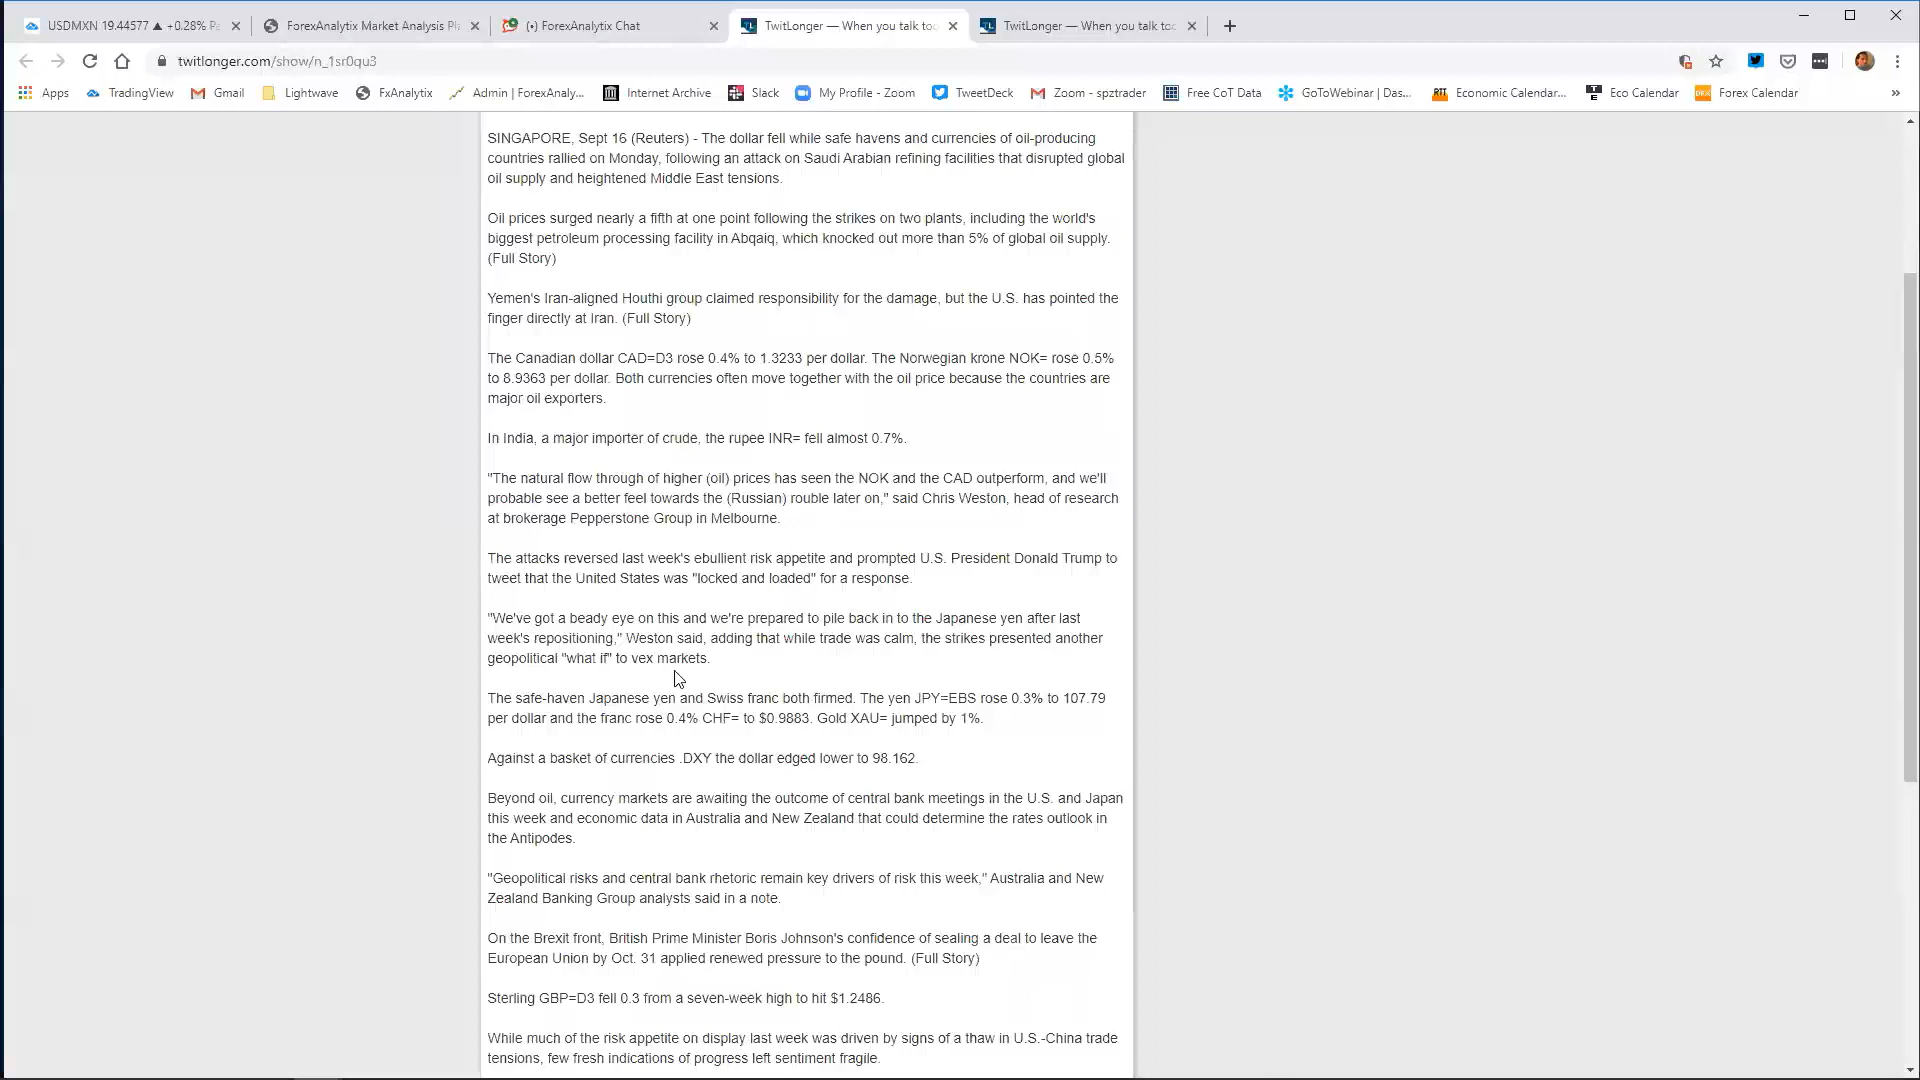 USDMXN 19.44577 ▲ +0.28% Pa
ForexAnalytix Market Analysis Pl
(•) ForexAnalytix Chat
TwitLonger — When you talk too
TwitLonger — When you talk too
twitlonger.com/show/n_1sr0qu3
Apps
TradingView
Gmail
Lightwave
FxAnalytix
Admin | ForexAnaly...
Internet Archive
Slack
My Profile - Zoom
TweetDeck
Zoom - spztrader
Free CoT Data
GoToWebinar | Das...
Economic Calendar...
Eco Calendar
Forex Calendar
SINGAPORE, Sept 16 (Reuters) - The dollar fell while safe havens and currencies of oil-producing
countries rallied on Monday, following an attack on Saudi Arabian refining facilities that disrupted global
oil supply and heightened Middle East tensions.
Oil prices surged nearly a fifth at one point following the strikes on two plants, including the world's
biggest petroleum processing facility in Abqaiq, which knocked out more than 5% of global oil supply.
(Full Story)
Yemen's Iran-aligned Houthi group claimed responsibility for the damage, but the U.S. has pointed the
finger directly at Iran. (Full Story)
The Canadian dollar CAD=D3 rose 0.4% to 1.3233 per dollar. The Norwegian krone NOK= rose 0.5%
to 8.9363 per dollar. Both currencies often move together with the oil price because the countries are
major oil exporters.
In India, a major importer of crude, the rupee INR= fell almost 0.7%.
"The natural flow through of higher (oil) prices has seen the NOK and the CAD outperform, and we'll
probable see a better feel towards the (Russian) rouble later on," said Chris Weston, head of research
at brokerage Pepperstone Group in Melbourne.
The attacks reversed last week's ebullient risk appetite and prompted U.S. President Donald Trump to
tweet that the United States was "locked and loaded" for a response.
"We've got a beady eye on this and we're prepared to pile back in to the Japanese yen after last
week's repositioning," Weston said, adding that while trade was calm, the strikes presented another
geopolitical "what if" to vex markets.
The safe-haven Japanese yen and Swiss franc both firmed. The yen JPY=EBS rose 0.3% to 107.79
per dollar and the franc rose 0.4% CHF= to $0.9883. Gold XAU= jumped by 1%.
Against a basket of currencies .DXY the dollar edged lower to 98.162.
Beyond oil, currency markets are awaiting the outcome of central bank meetings in the U.S. and Japan
this week and economic data in Australia and New Zealand that could determine the rates outlook in
the Antipodes.
"Geopolitical risks and central bank rhetoric remain key drivers of risk this week," Australia and New
Zealand Banking Group analysts said in a note.
On the Brexit front, British Prime Minister Boris Johnson's confidence of sealing a deal to leave the
European Union by Oct. 31 applied renewed pressure to the pound. (Full Story)
Sterling GBP=D3 fell 0.3 from a seven-week high to hit $1.2486.
While much of the risk appetite on display last week was driven by signs of a thaw in U.S.-China trade
tensions, few fresh indications of progress left sentiment fragile.